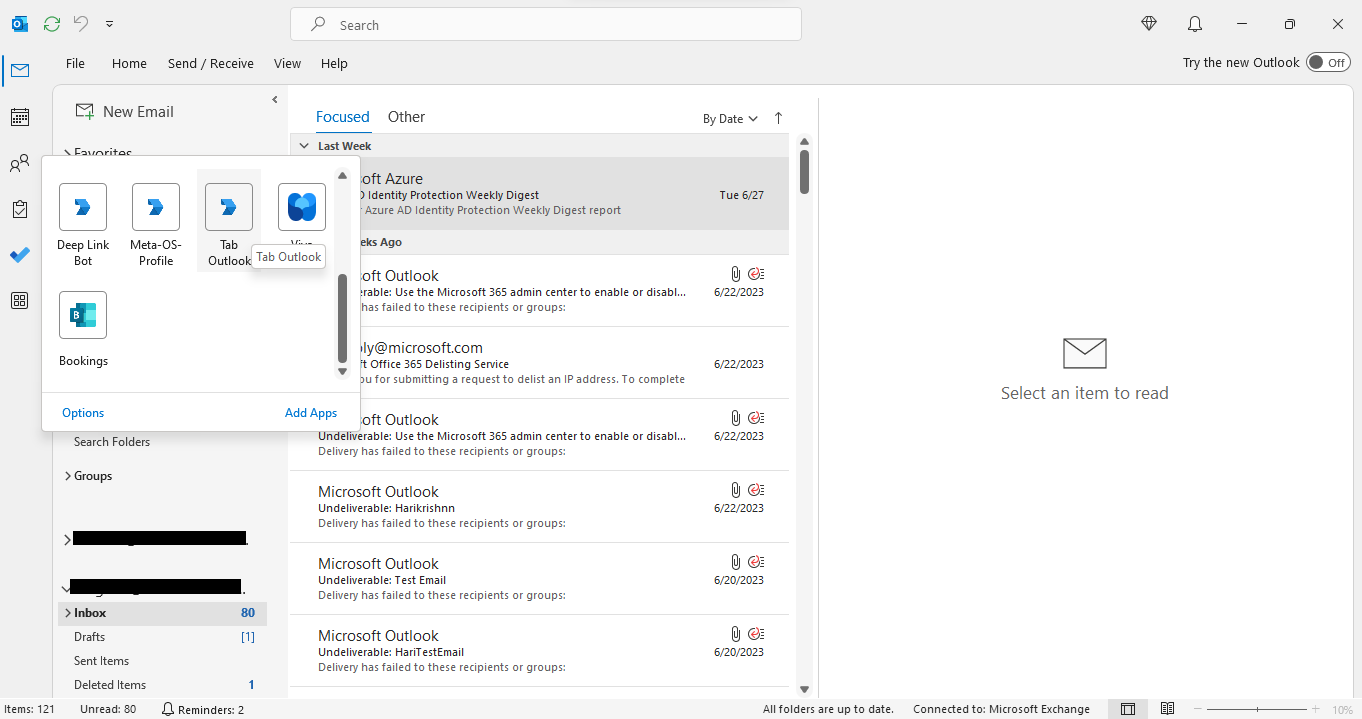 Search
File Home Send / Receive View Help
Try the new Outlook Off
New Email
Favorites
Deep Link
Bot
Meta-OS-
Profile
Tab
Outlook
Tab Outlook
Bookings
Options Add Apps
Search Folders
Groups
Inbox 80
Drafts [1]
Sent Items
Deleted Items 1
Focused Other By Date
Last Week
soft Azure
Identity Protection Weekly Digest Tue 6/27
Azure AD Identity Protection Weekly Digest report
eks Ago
soft Outlook
erable: Use the Microsoft 365 admin center to enable or disabl... 6/22/2023
has failed to these recipients or groups:
ly@microsoft.com
ft Office 365 Delisting Service 6/22/2023
ou for submitting a request to delist an IP address. To complete
soft Outlook
Undeliverable: Use the Microsoft 365 admin center to enable or disabl... 6/22/2023
Delivery has failed to these recipients or groups:
Microsoft Outlook
Undeliverable: Harikrishnn 6/22/2023
Delivery has failed to these recipients or groups:
Microsoft Outlook
Undeliverable: Test Email 6/20/2023
Delivery has failed to these recipients or groups:
Microsoft Outlook
Undeliverable: HariTestEmail 6/20/2023
Delivery has failed to these recipients or groups:
Select an item to read
Items: 121 Unread: 80 Reminders: 2 All folders are up to date. Connected to: Microsoft Exchange 10%